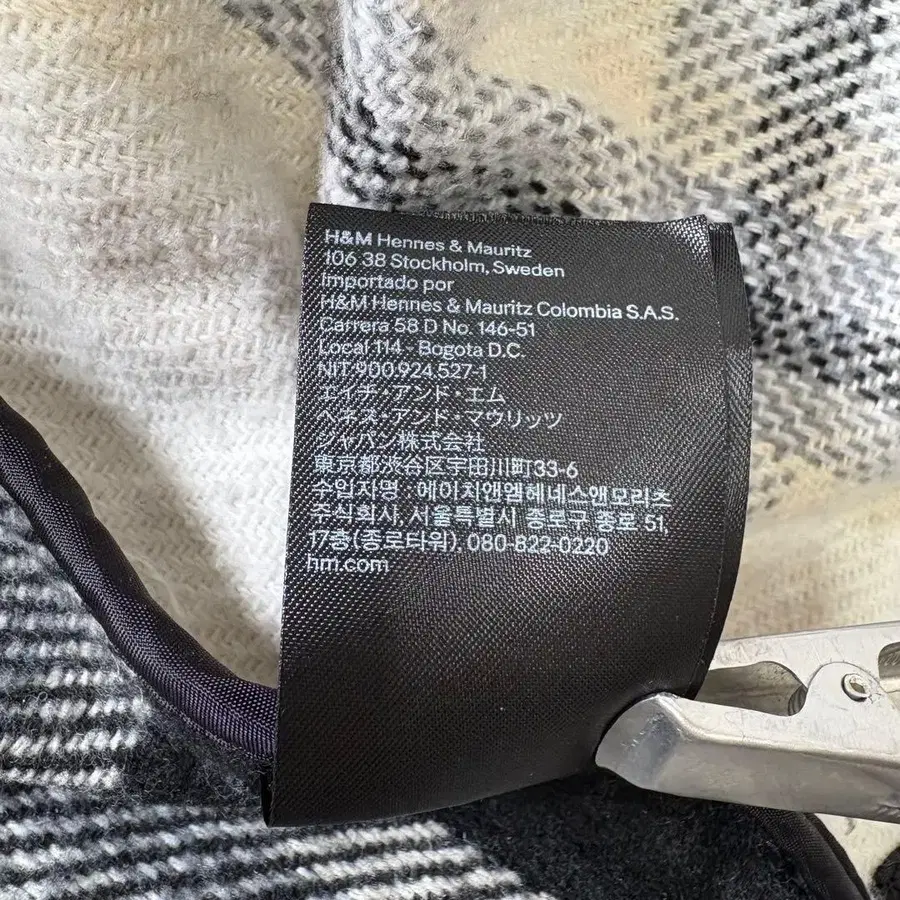 H&M Hennes & Mauritz
106 38 Stockholm, Sweden
Importado por
H&M Hennes & Mauritz Colombia S.A.S.
Carrera 58 D No. 146-51
Local 114 - Bogota D.C.
NIT 900.924.527-1
エイチ・アンド・エム
ヘネス・アンド・マウリッツ
ジャパン株式会社
東京都渋谷区宇田川町33-6
수입자명 : 에이치앤엠헤네스앤모리츠
주식회사, 서울특별시 종로구 종로 51,
17층(종로타워), 080-822-0220
hm.com